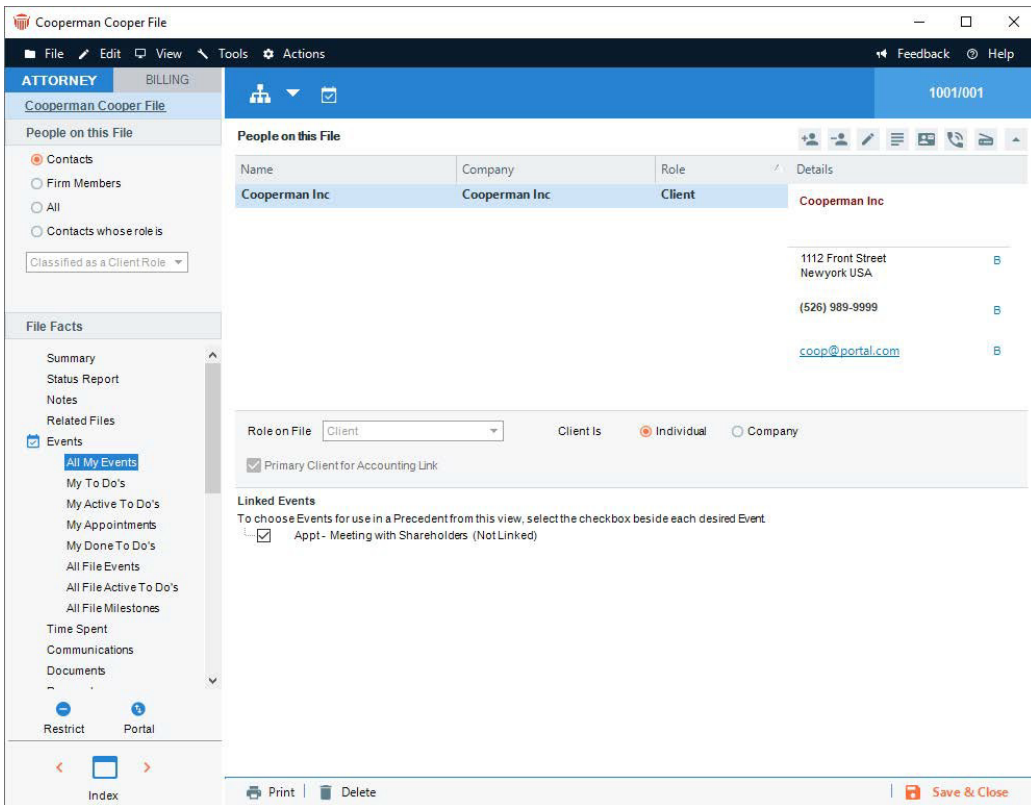 Cooperman Cooper File
File Edit View Tools Actions Feedback Help
ATTORNEY BILLING
Cooperman Cooper File
1001/001
People on this File
Contacts
Firm Members
All
Contacts whose role is
Classified as a Client Role
File Facts
Summary
Status Report
Notes
Related Files
Events
All My Events
My To Do's
My Active To Do's
My Appointments
My Done To Do's
All File Events
All File Active To Do's
All File Milestones
Time Spent
Communications
Documents
Restrict Portal
Index
People on this File
Name Company Role Details
Cooperman Inc Cooperman Inc Client
Cooperman Inc
1112 Front Street B
Newyork USA
(526) 989-9999 B
coop@portal.com B
Role on File Client Client Is Individual Company
Primary Client for Accounting Link
Linked Events
To choose Events for use in a Precedent from this view, select the checkbox beside each desired Event.
Appt - Meeting with Shareholders (Not Linked)
Print Delete Save & Close